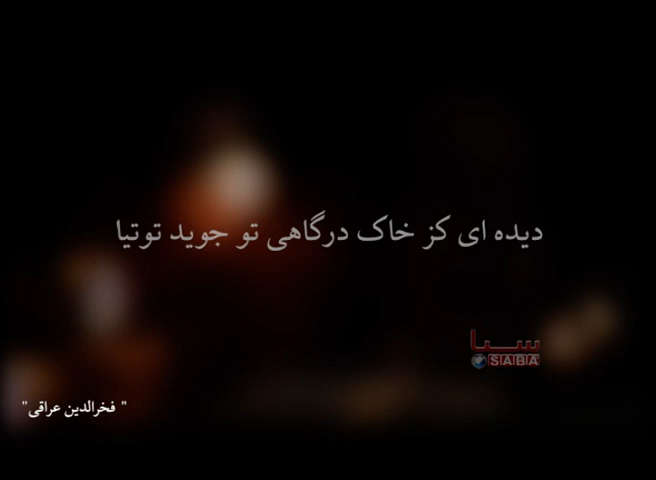 دیده ای کز خاک درگاهی تو جوید توتیا
سبا
SABA
" فخرالدین عراقی"